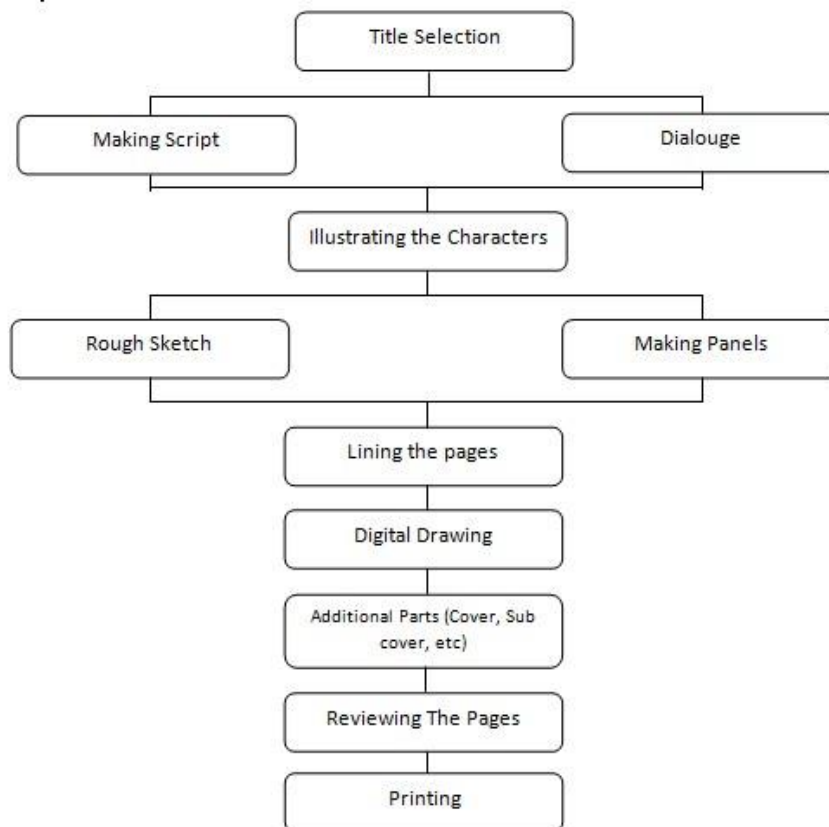 Title Selection
Making Script
Dialouge
Illustrating the Characters
Rough Sketch
Making Panels
Lining the pages
Digital Drawing
Additional Parts (Cover, Sub
cover, etc)
Reviewing The Pages
Printing